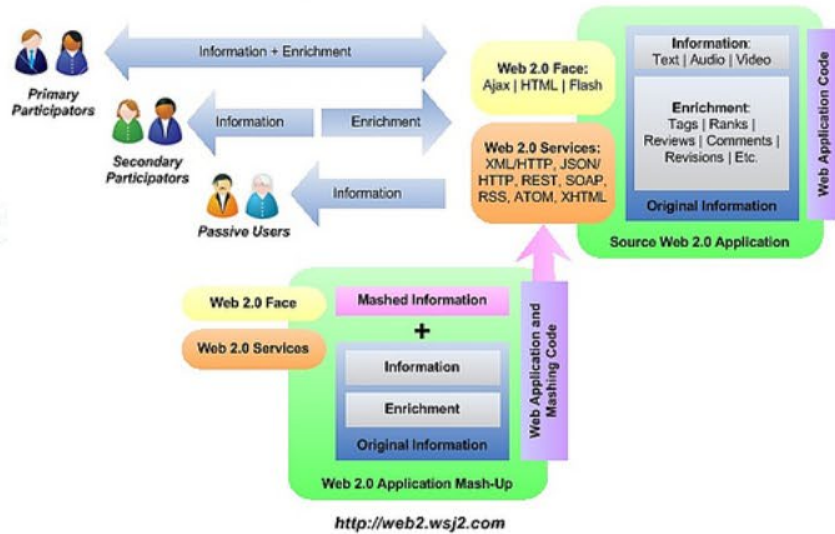 Information + Enrichment
Primary
Participators
Information
Enrichment
Secondary
Participators
Information
Passive Users
Web 2.0 Face:
Ajax | HTML | Flash
Web 2.0 Services:
XML/HTTP, JSON/
HTTP, REST, SOAP,
RSS, ATOM, XHTML
Information:
Text | Audio | Video
Enrichment:
Tags | Ranks |
Reviews | Comments |
Revisions | Etc.
Original Information
Source Web 2.0 Application
Web Application Code
Web 2.0 Face
Web 2.0 Services
Mashed Information
+
Information
Enrichment
Original Information
Web 2.0 Application Mash-Up
Web Application and
Mashing Code
http://web2.wsj2.com